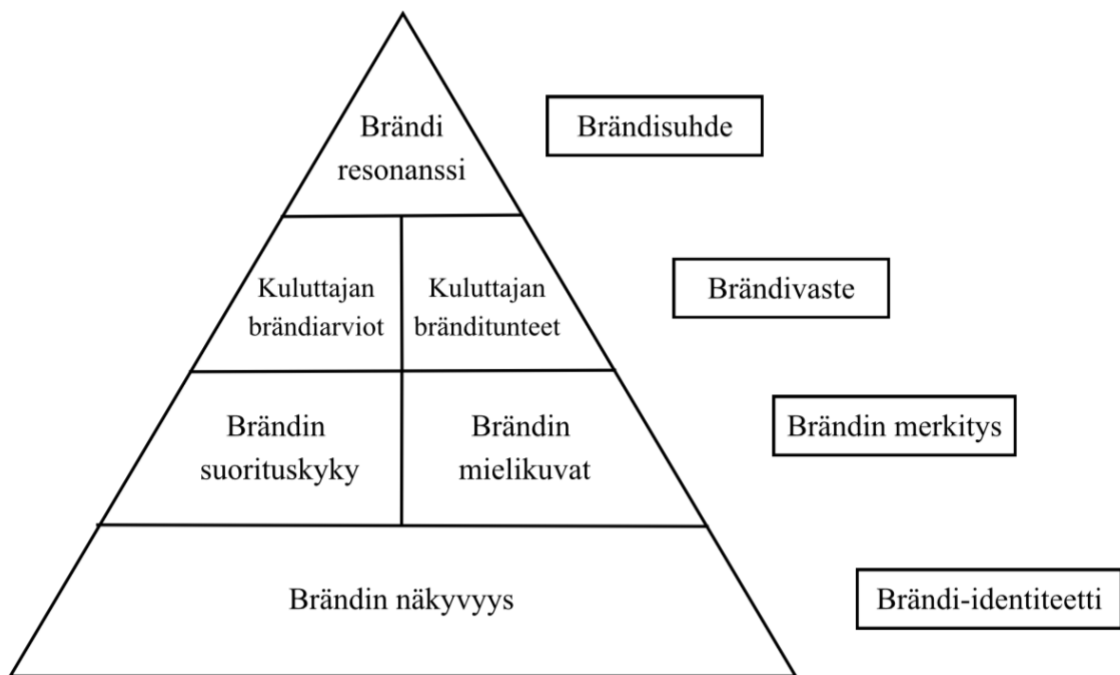 Brändi
resonanssi
Brändisuhde
Kuluttajan
brändiarviot
Kuluttajan
bränditunteet
Brändivaste
Brändin
suorituskyky
Brändin
mielikuvat
Brändin merkitys
Brändin näkyvyys
Brändi-identiteetti